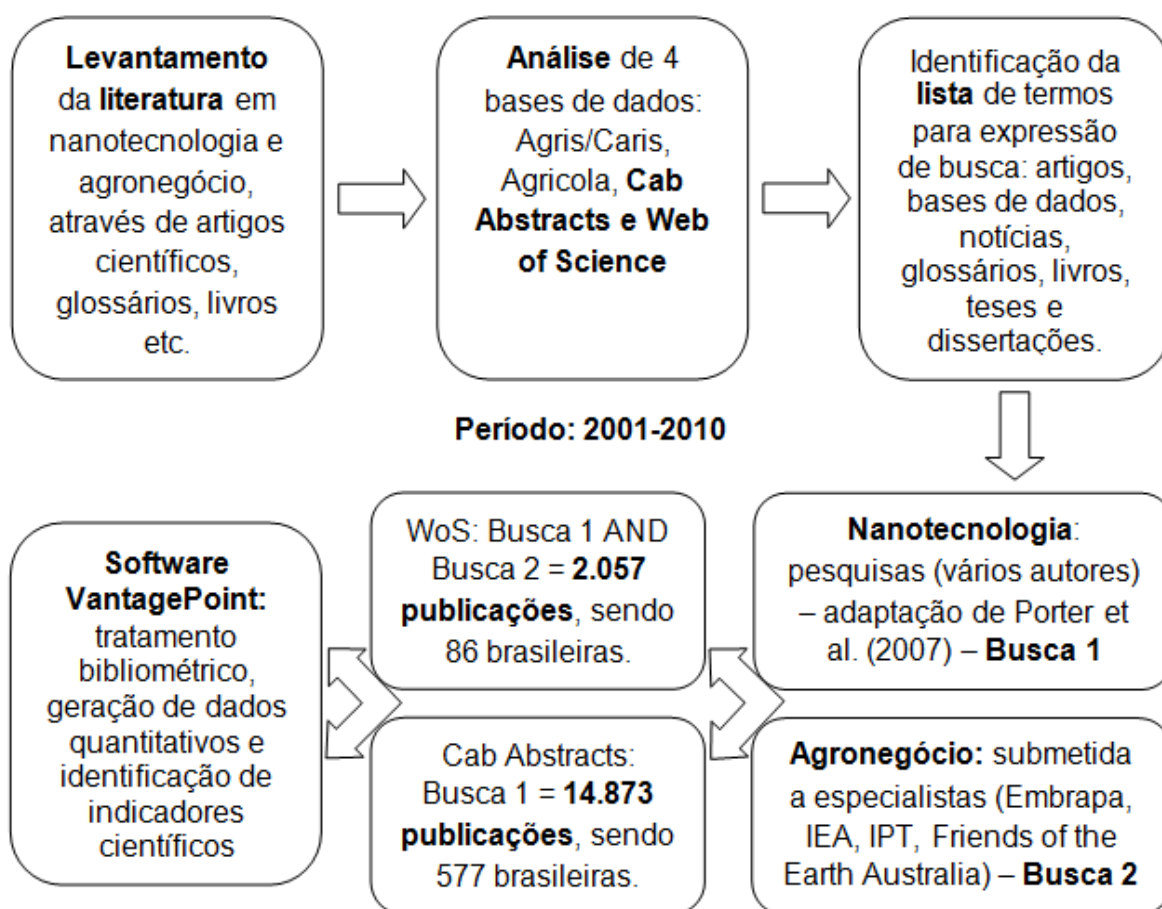 Levantamento
da literatura em
nanotecnologia e
agronegócio,
através de artigos
científicos,
glossários, livros
etc.
Análise de 4
bases de dados:
Agris/Caris,
Agricola, Cab
Abstracts e Web
of Science
Identificação da
lista de termos
para expressão
de busca: artigos,
bases de dados,
notícias,
glossários, livros,
teses e
dissertações.
Período: 2001-2010
Nanotecnologia:
pesquisas (vários autores)
– adaptação de Porter et
al. (2007) – Busca 1
Agronegócio: submetida
a especialistas (Embrapa,
IEA, IPT, Friends of the
Earth Australia) – Busca 2
WoS: Busca 1 AND
Busca 2 = 2.057
publicações, sendo
86 brasileiras.
Cab Abstracts:
Busca 1 = 14.873
publicações, sendo
577 brasileiras.
Software
VantagePoint:
tratamento
bibliométrico,
geração de dados
quantitativos e
identificação de
indicadores
científicos